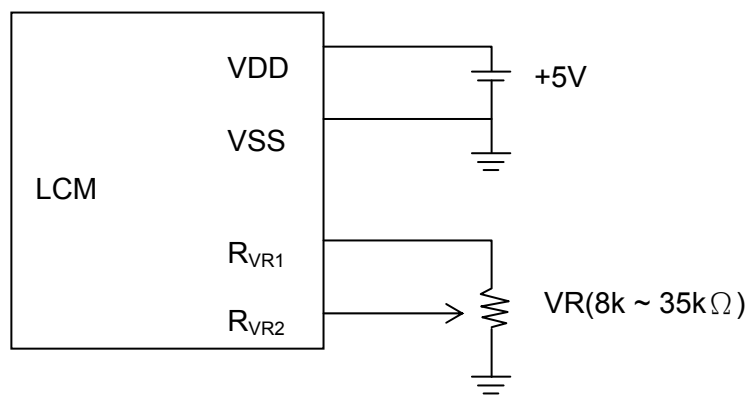 VDD
+5V
VSS
LCM
RVR1
VR(8k ~ 35kΩ)
RVR2